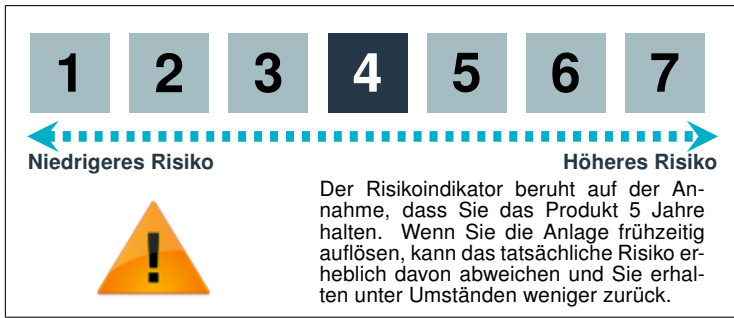 1 2 3 4 5 6 7
Niedrigeres Risiko Höheres Risiko
!
Der Risikoindikator beruht auf der An-
nahme, dass Sie das Produkt 5 Jahre
halten. Wenn Sie die Anlage frühzeitig
auflösen, kann das tatsächliche Risiko er-
heblich davon abweichen und Sie erhal-
ten unter Umständen weniger zurück.